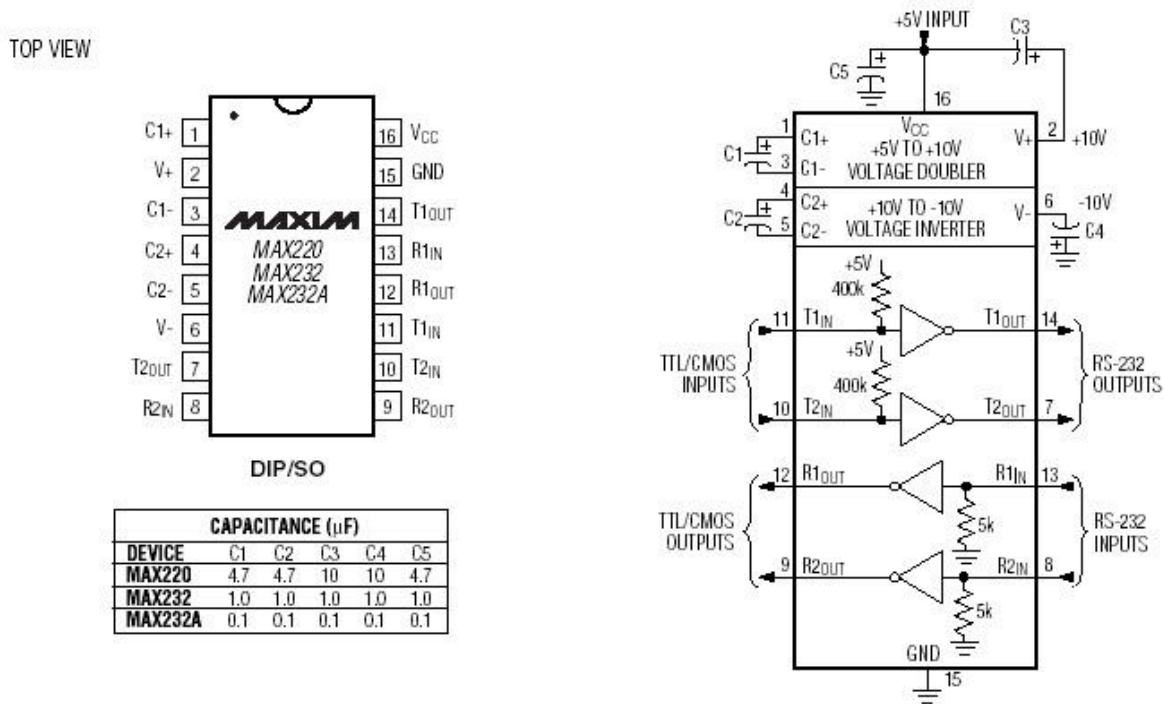 TOP VIEW
C1+ 1
V+ 2
C1- 3
C2+ 4
C2- 5
V- 6
T2OUT 7
R2IN 8
16 VCC
15 GND
14 T1OUT
13 R1IN
12 R1OUT
11 T1IN
10 T2IN
9 R2OUT
MAXIM
MAX220
MAX232
MAX232A
DIP/SO
CAPACITANCE (μF)
DEVICE C1 C2 C3 C4 C5
MAX220 4.7 4.7 10 10 4.7
MAX232 1.0 1.0 1.0 1.0 1.0
MAX232A 0.1 0.1 0.1 0.1 0.1
+5V INPUT
C3
+
C5
+
16
VCC
1
C1+
+
C1
3
C1-
+5V TO +10V
VOLTAGE DOUBLER
V+
2
+10V
4
C2+
+
C2
5
C2-
+10V TO -10V
VOLTAGE INVERTER
V-
6
-10V
C4
+
+5V
400k
11 T1IN
T1OUT 14
+5V
400k
TTL/CMOS
INPUTS
RS-232
OUTPUTS
10 T2IN
T2OUT 7
12 R1OUT
R1IN 13
5k
TTL/CMOS
OUTPUTS
RS-232
INPUTS
9 R2OUT
R2IN 8
5k
GND
15